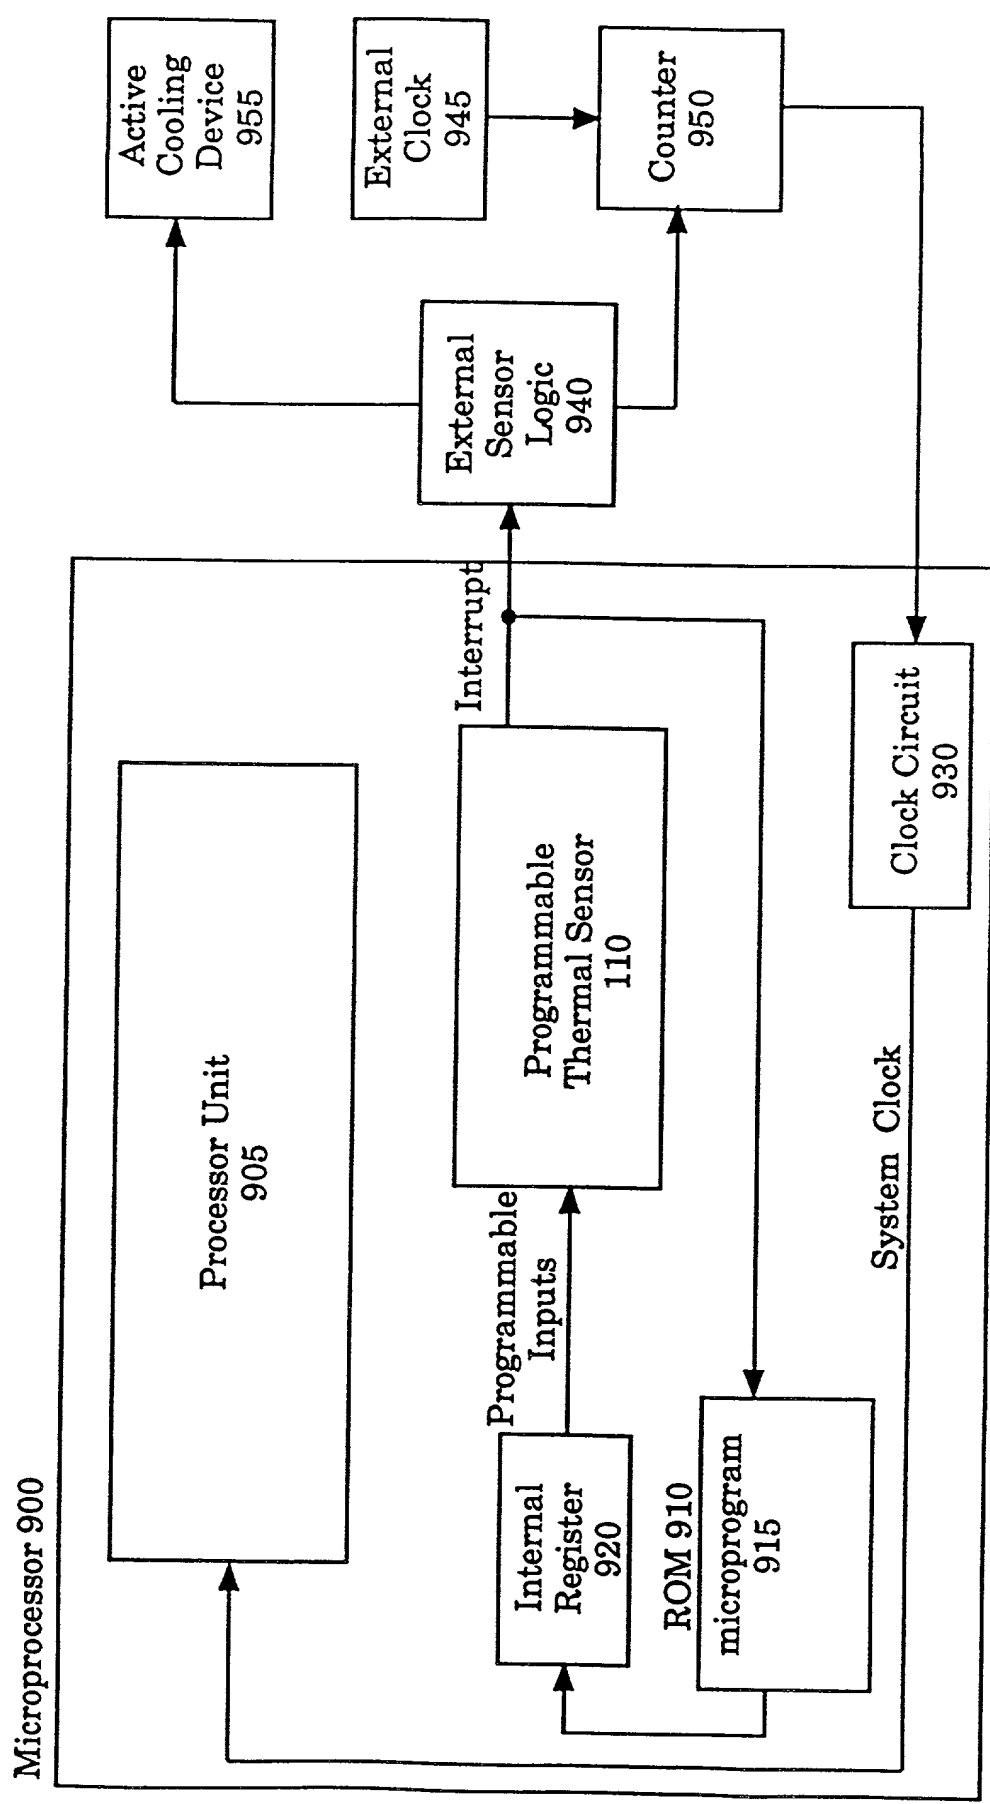 Microprocessor 900
Processor Unit
905
Internal
Register
920
Programmable
Inputs
Programmable
Thermal Sensor
110
Interrupt
ROM 910
microprogram
915
System Clock
Clock Circuit
930
External
Sensor
Logic
940
Active
Cooling
Device
955
External
Clock
945
Counter
950